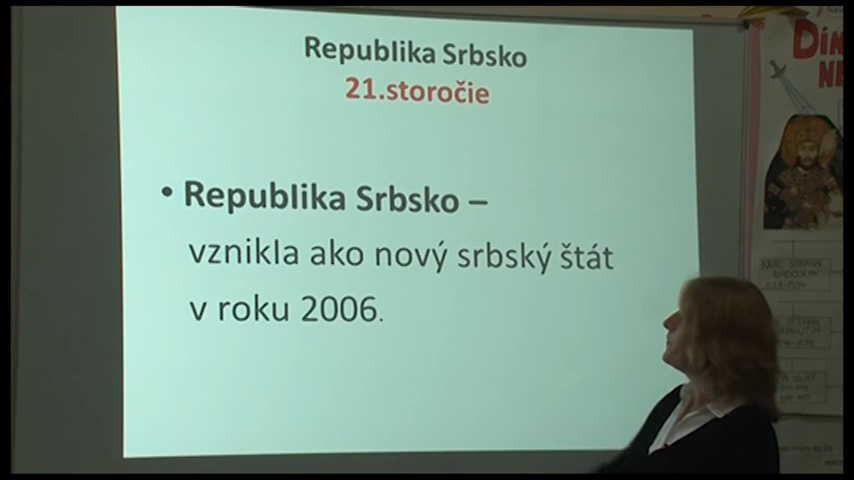 Republika Srbsko
21.storočie
• Republika Srbsko –
vznikla ako nový srbský štát
v roku 2006.